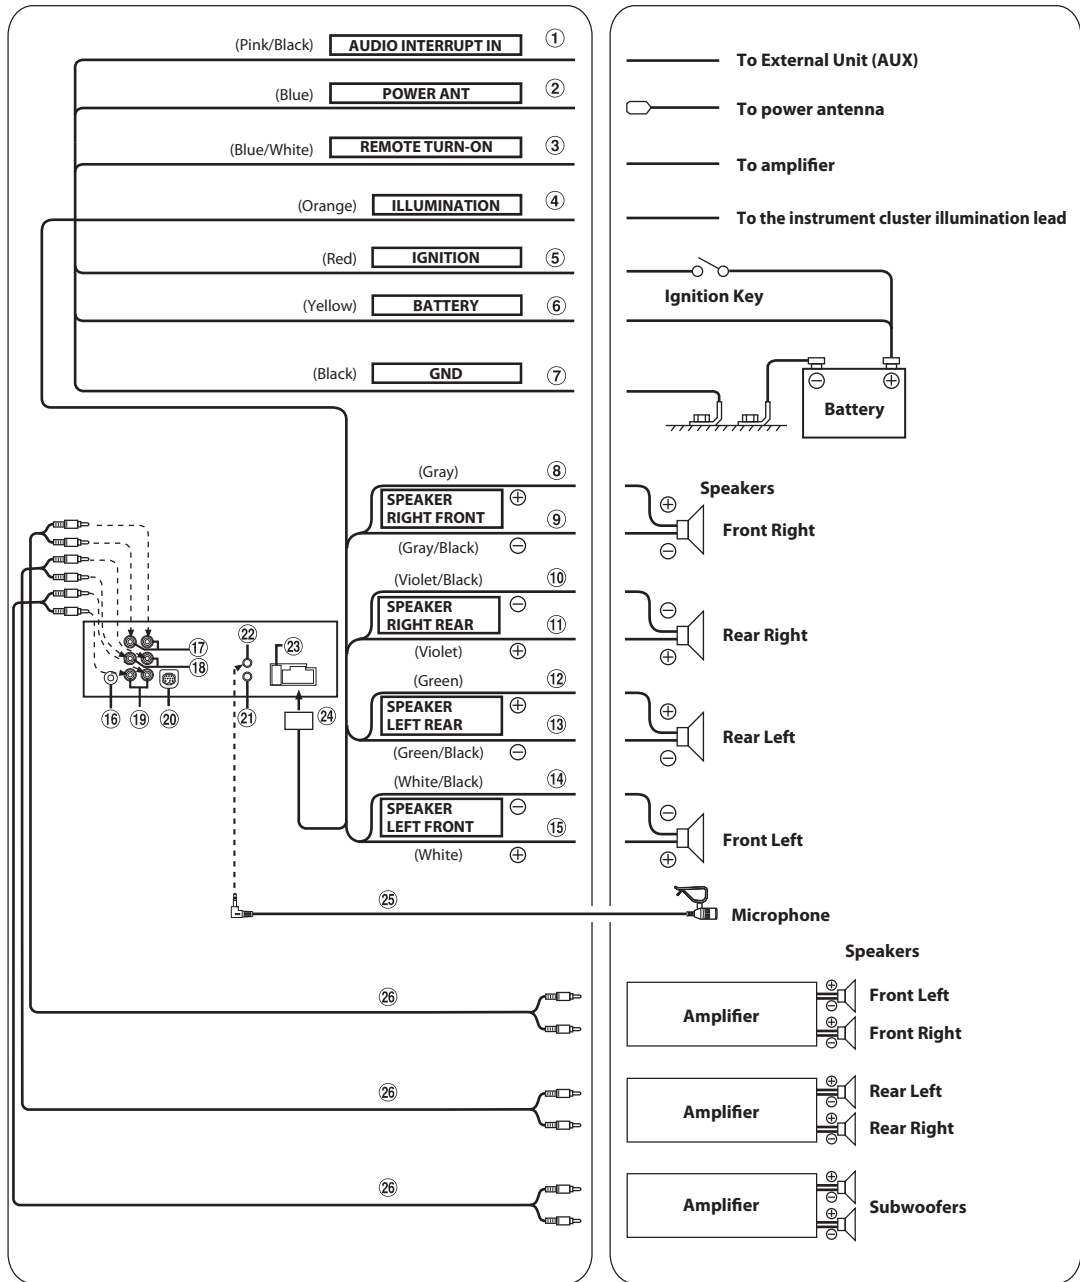 (Pink/Black) AUDIO INTERRUPT IN ① To External Unit (AUX)
(Blue) POWER ANT ② To power antenna
(Blue/White) REMOTE TURN-ON ③ To amplifier
(Orange) ILLUMINATION ④ To the instrument cluster illumination lead
(Red) IGNITION ⑤
Ignition Key
(Yellow) BATTERY ⑥
(Black) GND ⑦
⊖ ⊕
Battery
(Gray) ⑧
Speakers
SPEAKER
RIGHT FRONT
⊕ ⑨ ⊕ Front Right
(Gray/Black) ⊖ ⊖
(Violet/Black) ⑩
SPEAKER
RIGHT REAR
⊖ ⑪ ⊖ Rear Right
(Violet) ⊕ ⊕
(Green) ⑫
SPEAKER
LEFT REAR
⊕ ⑬ ⊕ Rear Left
(Green/Black) ⊖ ⊖
(White/Black) ⑭
SPEAKER
LEFT FRONT
⊖ ⑮ ⊖ Front Left
(White) ⊕ ⊕
⑰
⑱
㉒ ㉓
⑯ ⑲ ⑳ ㉑ ㉔
㉕ Microphone
Speakers
㉖ Amplifier
⊕ ⊖ Front Left
⊕ ⊖ Front Right
㉖ Amplifier
⊕ ⊖ Rear Left
⊕ ⊖ Rear Right
㉖ Amplifier
⊕ ⊖ ⊕ ⊖ Subwoofers